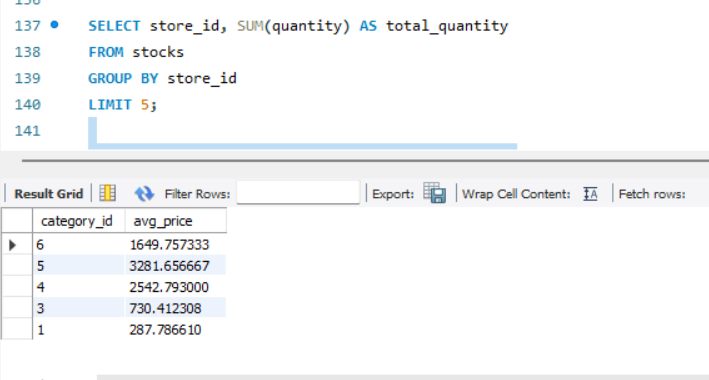 137 SELECT store_id, SUM(quantity) AS total_quantity
138 FROM stocks
139 GROUP BY store_id
140 LIMIT 5;
141
Result Grid Filter Rows: Export: Wrap Cell Content: Fetch rows:
category_id avg_price
6 1649.757333
5 3281.656667
4 2542.793000
3 730.412308
1 287.786610